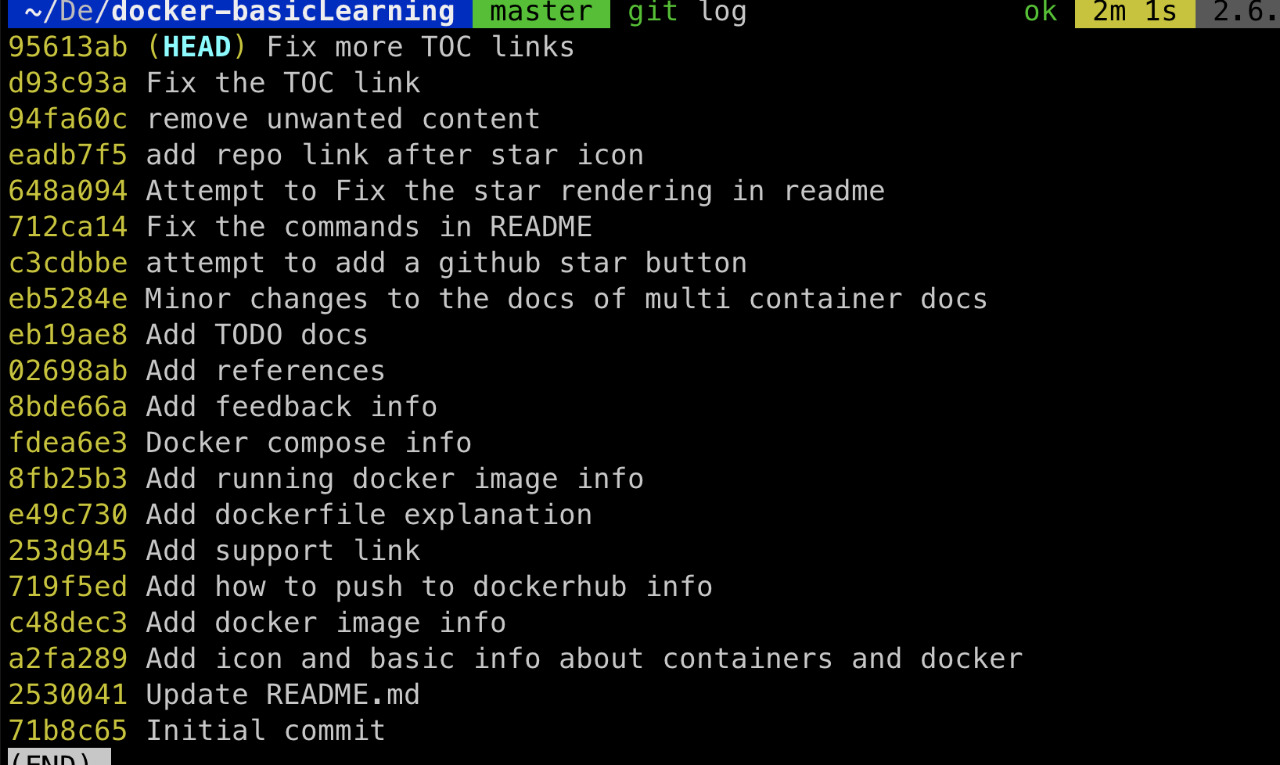 ~/De/docker-basicLearning master git log ok 2m 1s 2.6.
95613ab (HEAD) Fix more TOC links
d93c93a Fix the TOC link
94fa60c remove unwanted content
eadb7f5 add repo link after star icon
648a094 Attempt to Fix the star rendering in readme
712ca14 Fix the commands in README
c3cdbbe attempt to add a github star button
eb5284e Minor changes to the docs of multi container docs
eb19ae8 Add TODO docs
02698ab Add references
8bde66a Add feedback info
fdea6e3 Docker compose info
8fb25b3 Add running docker image info
e49c730 Add dockerfile explanation
253d945 Add support link
719f5ed Add how to push to dockerhub info
c48dec3 Add docker image info
a2fa289 Add icon and basic info about containers and docker
2530041 Update README.md
71b8c65 Initial commit
(END)